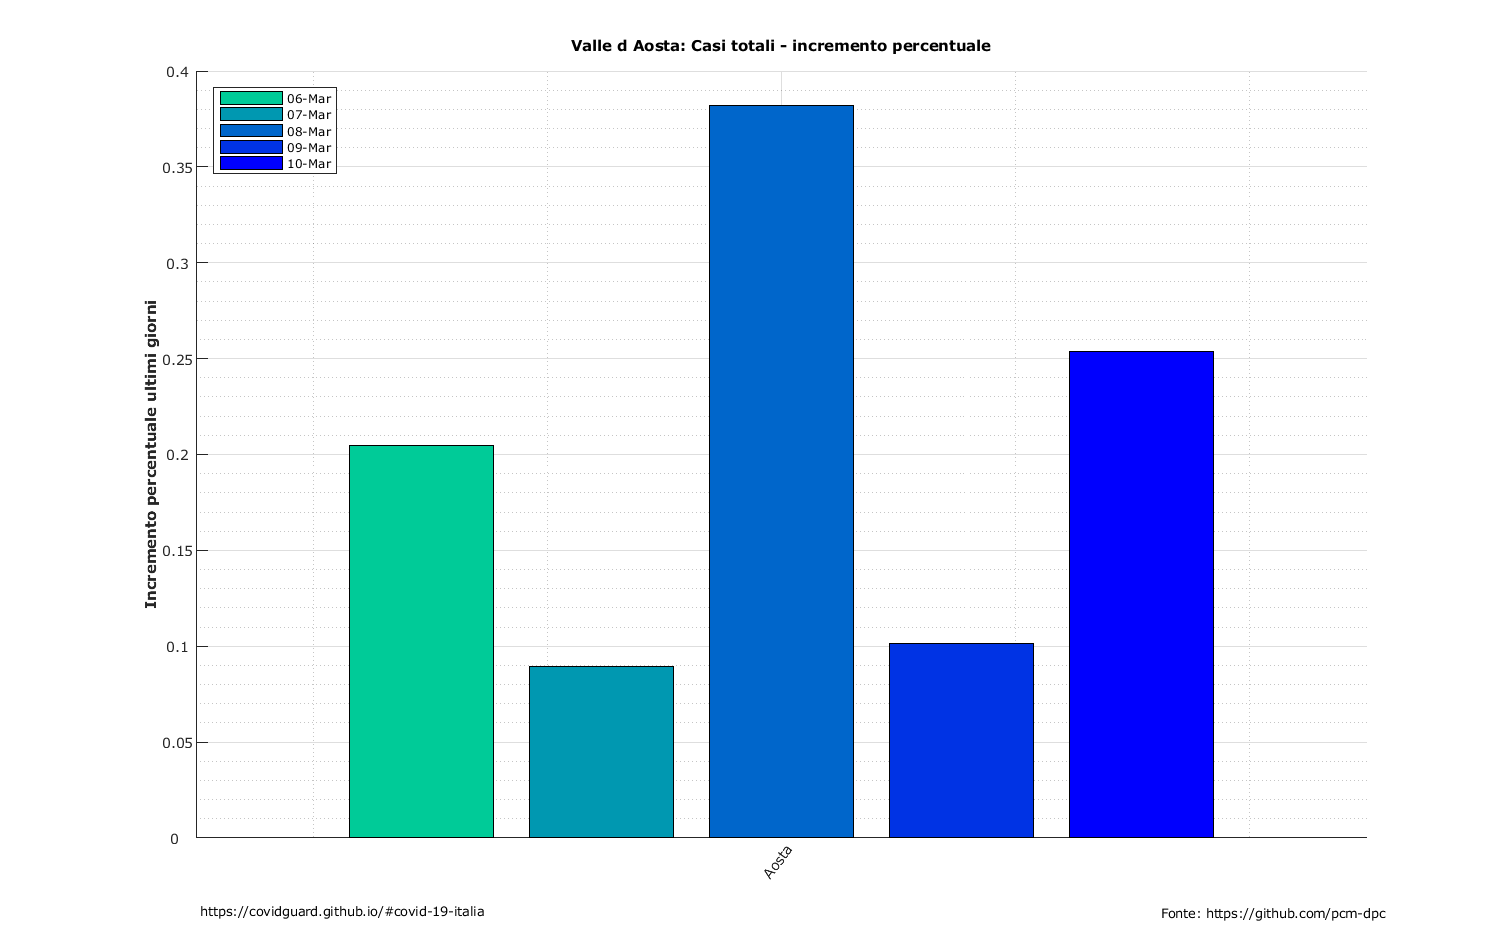 Valle d Aosta: Casi totali - incremento percentuale
0.4
0.35
0.3
0.25
0.2
0.15
0.1
0.05
0
Incremento percentuale ultimi giorni
06-Mar
07-Mar
08-Mar
09-Mar
10-Mar
Aosta
https://covidguard.github.io/#covid-19-italia
Fonte: https://github.com/pcm-dpc